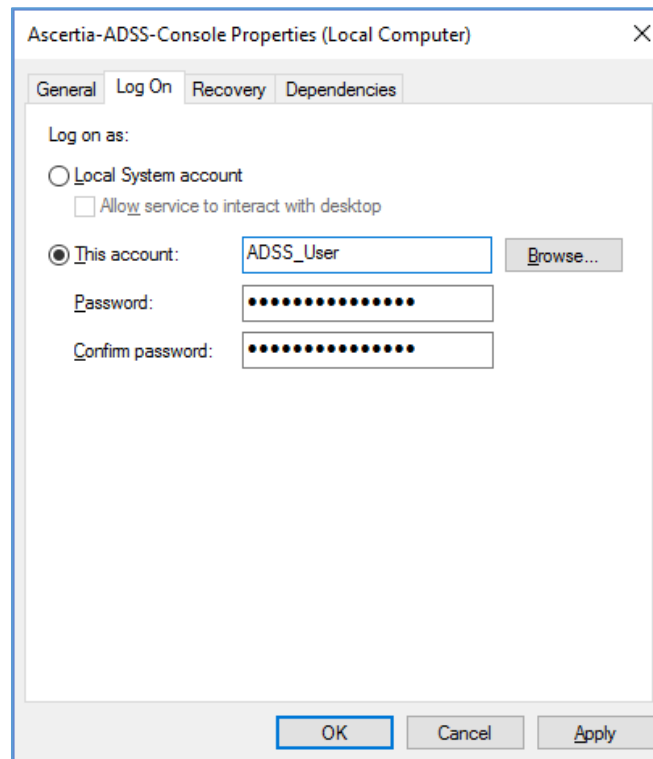 Ascertia-ADSS-Console Properties (Local Computer)
General Log On Recovery Dependencies
Log on as:
Local System account
Allow service to interact with desktop
This account: ADSS_User Browse...
Password: ●●●●●●●●●●●●●●●
Confirm password: ●●●●●●●●●●●●●●●
OK Cancel Apply